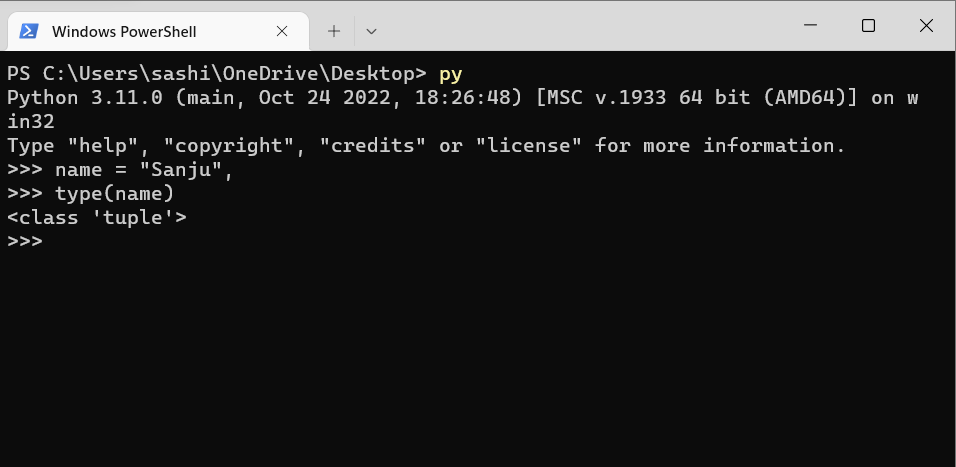 Windows PowerShell
PS C:\Users\sashi\OneDrive\Desktop> py
Python 3.11.0 (main, Oct 24 2022, 18:26:48) [MSC v.1933 64 bit (AMD64)] on w
in32
Type "help", "copyright", "credits" or "license" for more information.
>>> name = "Sanju",
>>> type(name)
<class 'tuple'>
>>>